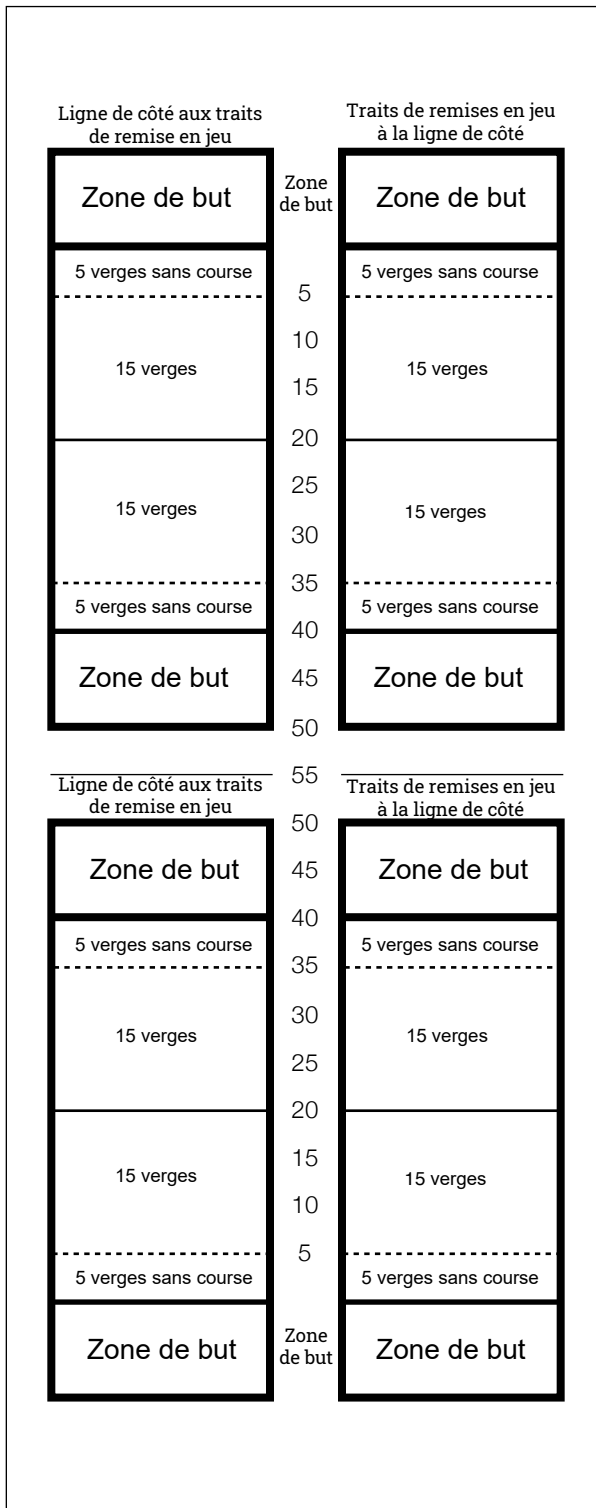 Ligne de côté aux traits
de remise en jeu
Traits de remises en jeu
à la ligne de côté
Zone de but
Zone
de but
Zone de but
5 verges sans course
5 verges sans course
5
10
15 verges
15 verges
15
20
25
15 verges
15 verges
30
35
5 verges sans course
5 verges sans course
40
Zone de but
45
Zone de but
50
55
Ligne de côté aux traits
de remise en jeu
Traits de remises en jeu
à la ligne de côté
50
Zone de but
45
Zone de but
40
5 verges sans course
5 verges sans course
35
30
15 verges
15 verges
25
20
15
15 verges
15 verges
10
5
5 verges sans course
5 verges sans course
Zone de but
Zone
de but
Zone de but